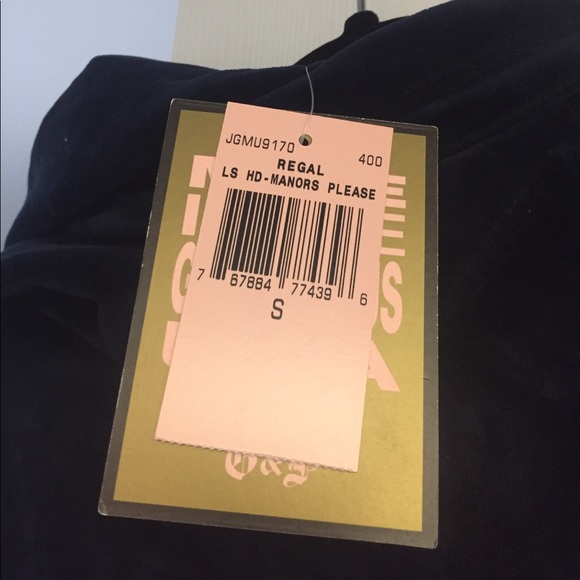 JGMU9170 400
REGAL
LS HD-MANORS PLEASE
7 67884 77439 6
S